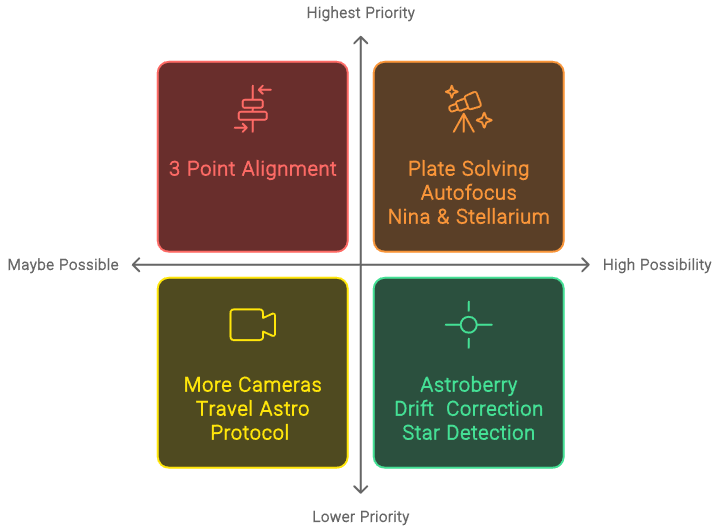 Highest Priority
3 Point Alignment
Plate Solving
Autofocus
Nina & Stellarium
Maybe Possible
High Possibility
More Cameras
Travel Astro
Protocol
Astroberry
Drift  Correction
Star Detection
Lower Priority